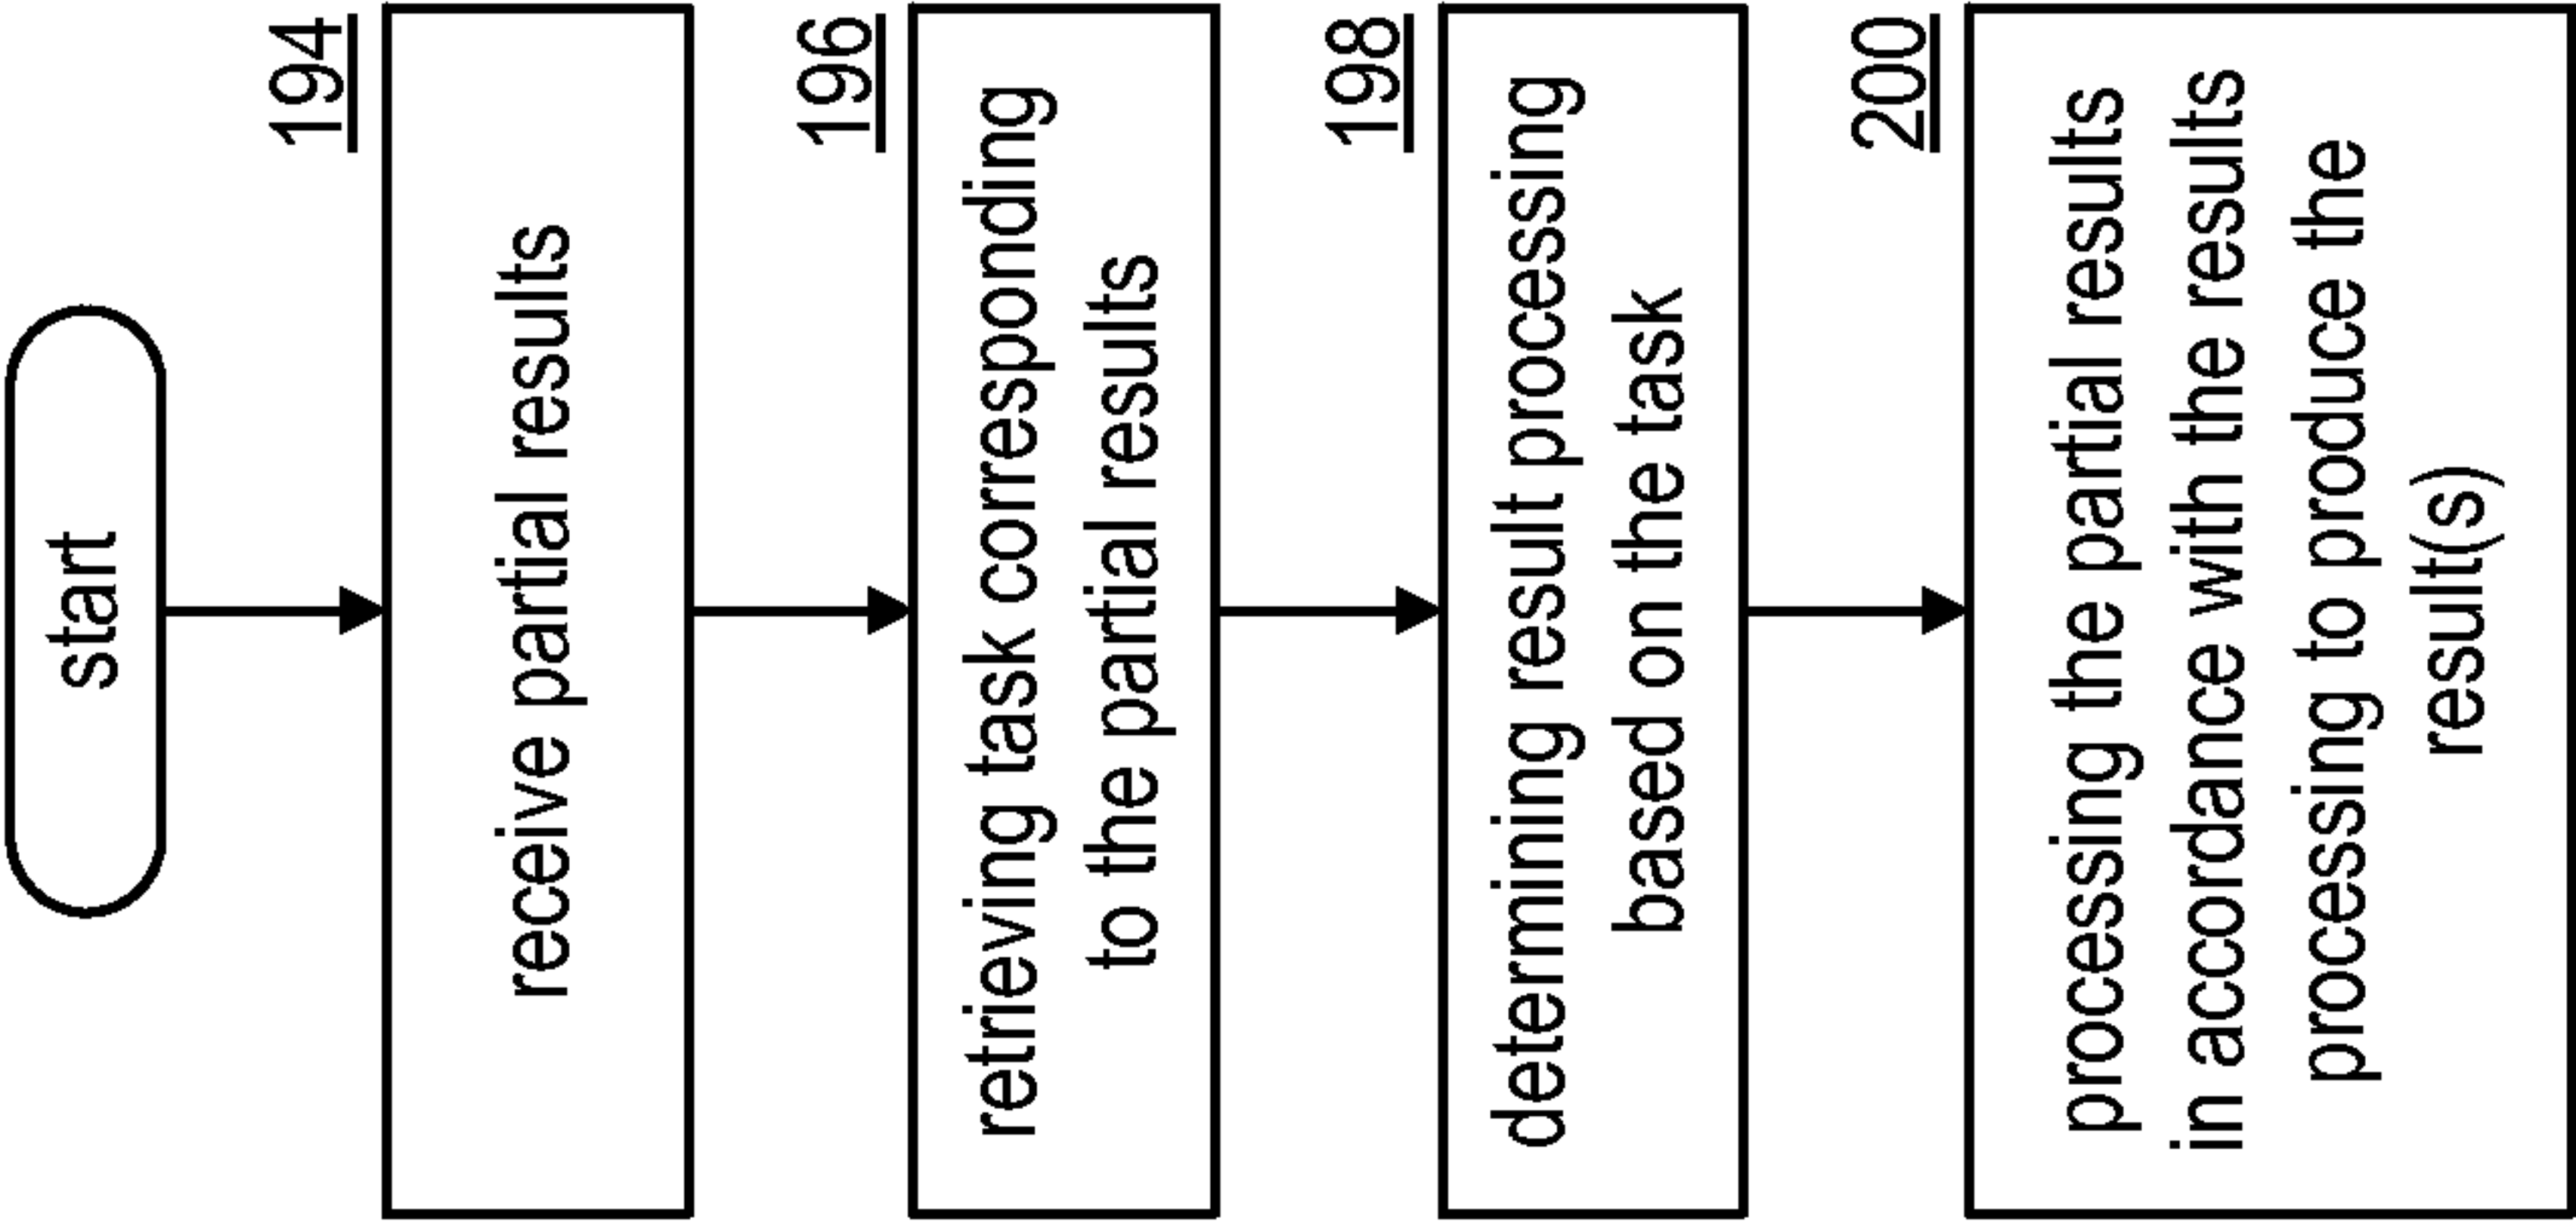 start
194
receive partial results
196
retrieving task corresponding
to the partial results
198
determining result processing
based on the task
200
processing the partial results
in accordance with the results
processing to produce the
result(s)